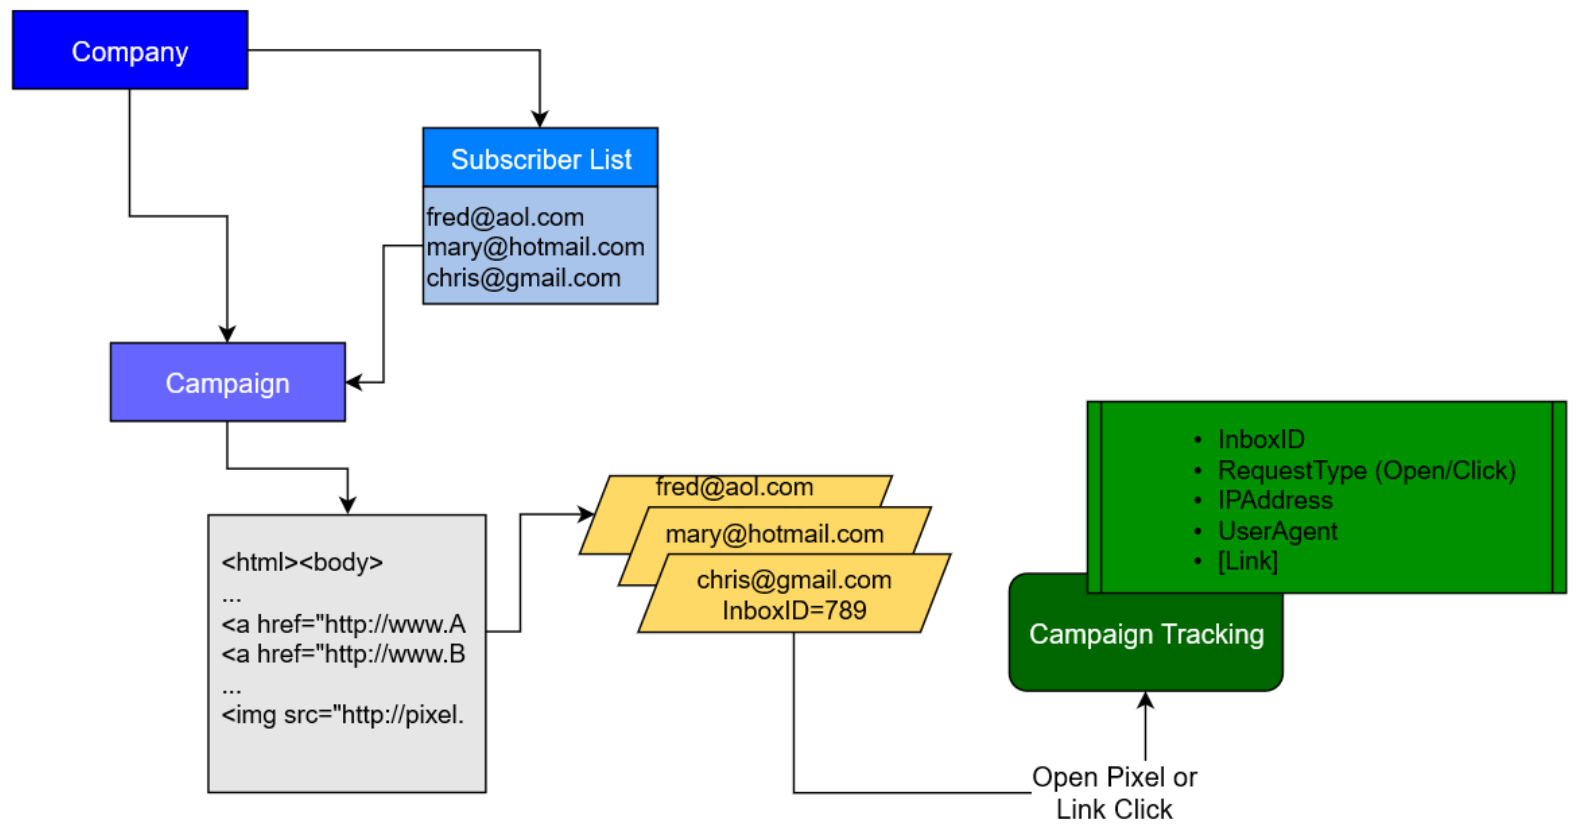 Company
Subscriber List
fred@aol.com
mary@hotmail.com
chris@gmail.com
Campaign
<html><body>
...
<a href="http://www.A
<a href="http://www.B
...
<img src="http://pixel.
fred@aol.com
mary@hotmail.com
chris@gmail.com
InboxID=789
• InboxID
• RequestType (Open/Click)
• IPAddress
• UserAgent
• [Link]
Campaign Tracking
Open Pixel or
Link Click